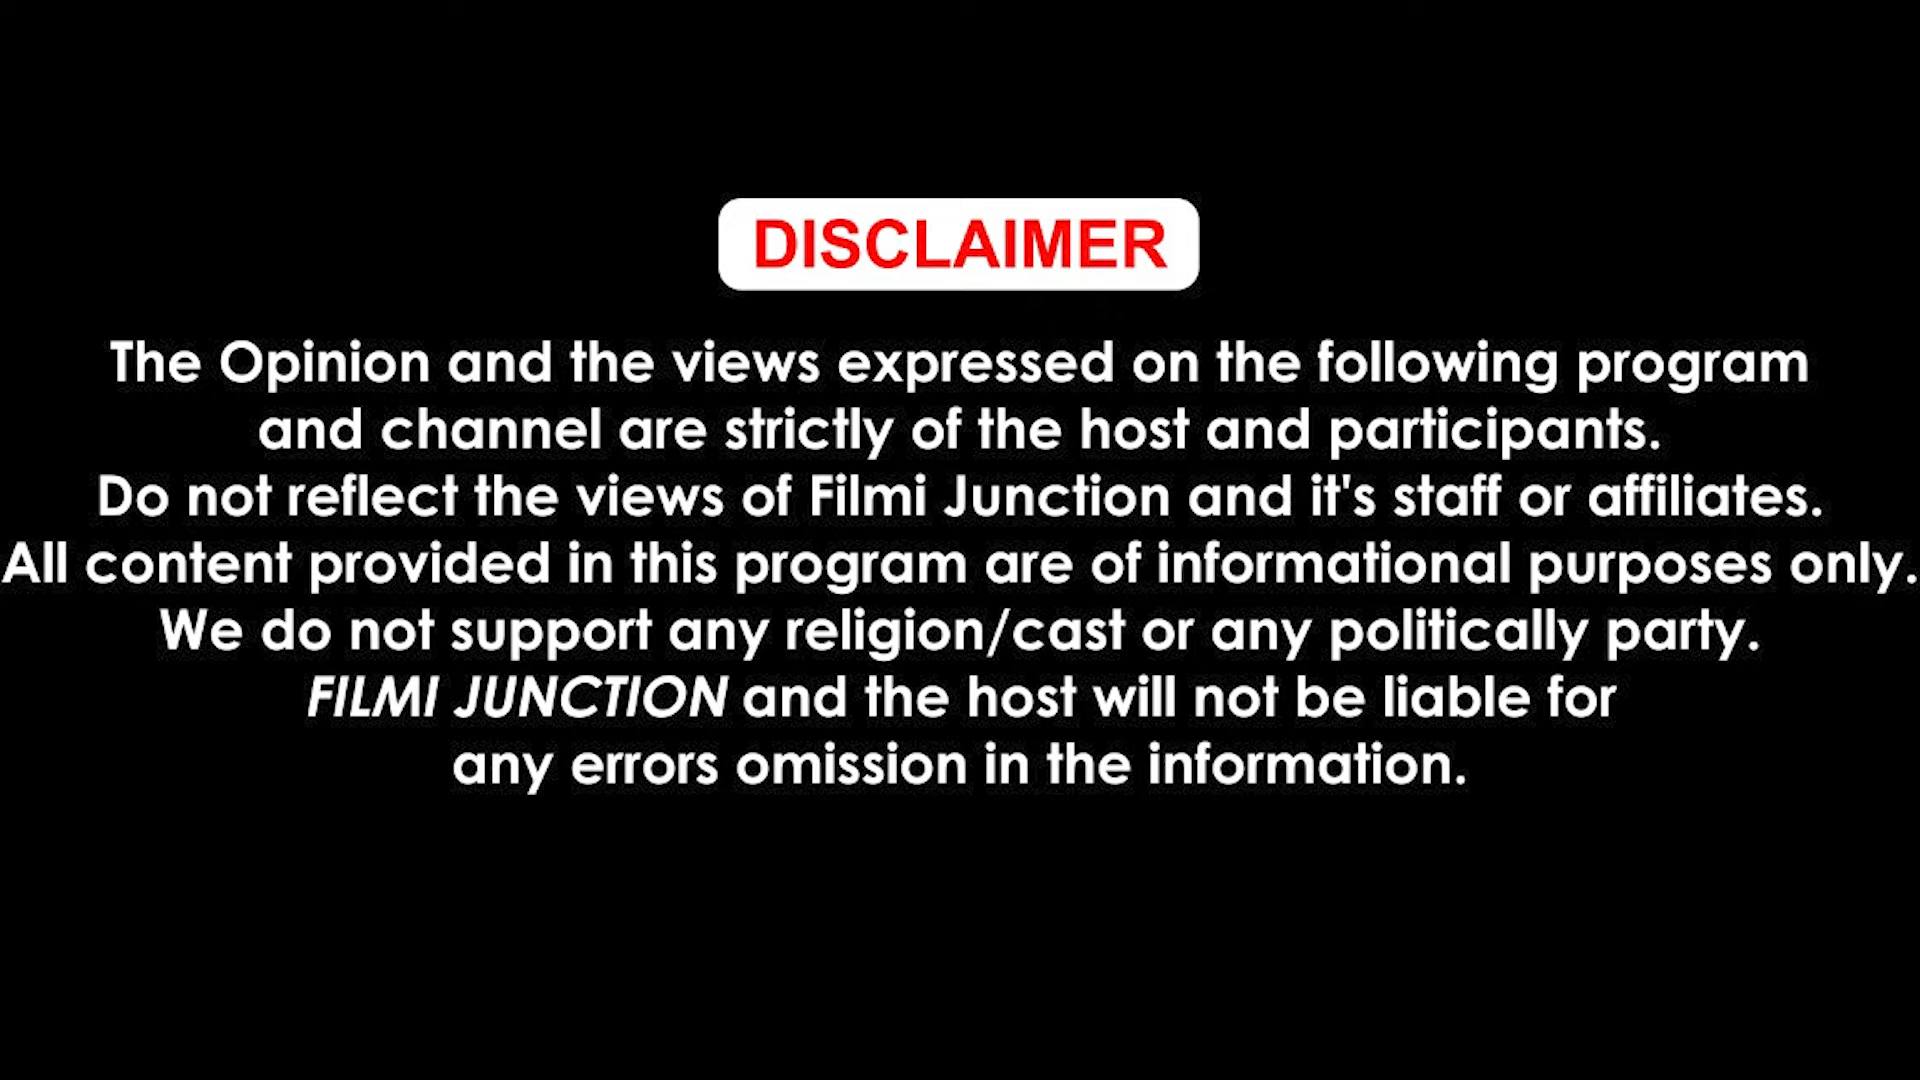 DISCLAIMER
The Opinion and the views expressed on the following program
and channel are strictly of the host and participants.
Do not reflect the views of Filmi Junction and it's staff or affiliates.
All content provided in this program are of informational purposes only.
We do not support any religion/cast or any politically party.
FILMI JUNCTION and the host will not be liable for
any errors omission in the information.